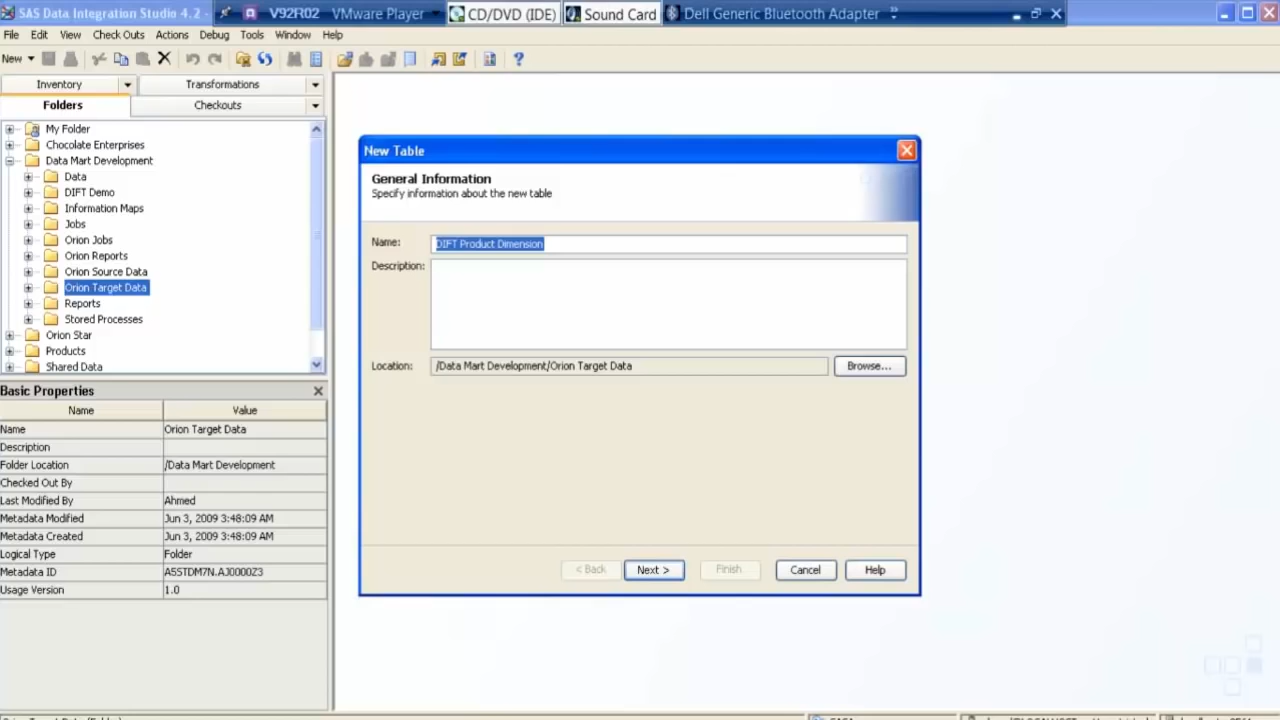 SAS Data Integration Studio 4.2 - V92R02 VMware Player CD/DVD (IDE) Sound Card Dell Generic Bluetooth Adapter
File Edit View Check Outs Actions Debug Tools Window Help
New
Inventory Transformations
Folders Checkouts
My Folder
Chocolate Enterprises
Data Mart Development
Data
DIFT Demo
Information Maps
Jobs
Orion Jobs
Orion Reports
Orion Source Data
Orion Target Data
Reports
Stored Processes
Orion Star
Products
Shared Data
Basic Properties
Name Value
Name Orion Target Data
Description
Folder Location /Data Mart Development
Checked Out By
Last Modified By Ahmed
Metadata Modified Jun 3, 2009 3:48:09 AM
Metadata Created Jun 3, 2009 3:48:09 AM
Logical Type Folder
Metadata ID A5STDM7N.AJ0000Z3
Usage Version 1.0
New Table
General Information
Specify information about the new table
Name: DIFT Product Dimension
Description:
Location: /Data Mart Development/Orion Target Data Browse...
< Back Next > Finish Cancel Help